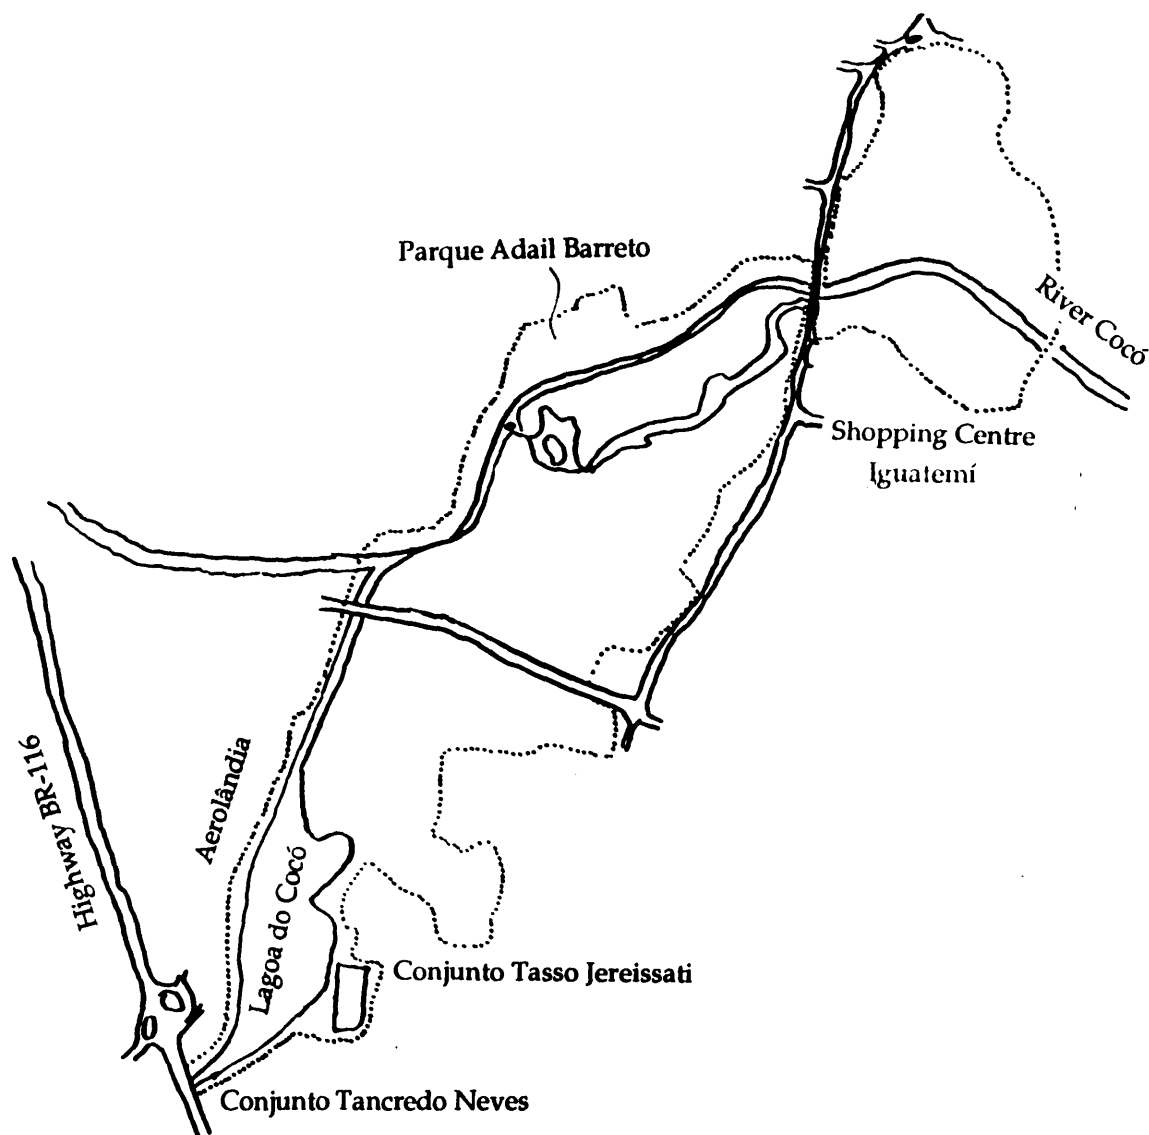 Parque Adail Barreto
River Cocó
Shopping Centre
Iguatemí
Highway BR-116
Aerolândia
Lagoa do Cocó
Conjunto Tasso Jereissati
Conjunto Tancredo Neves